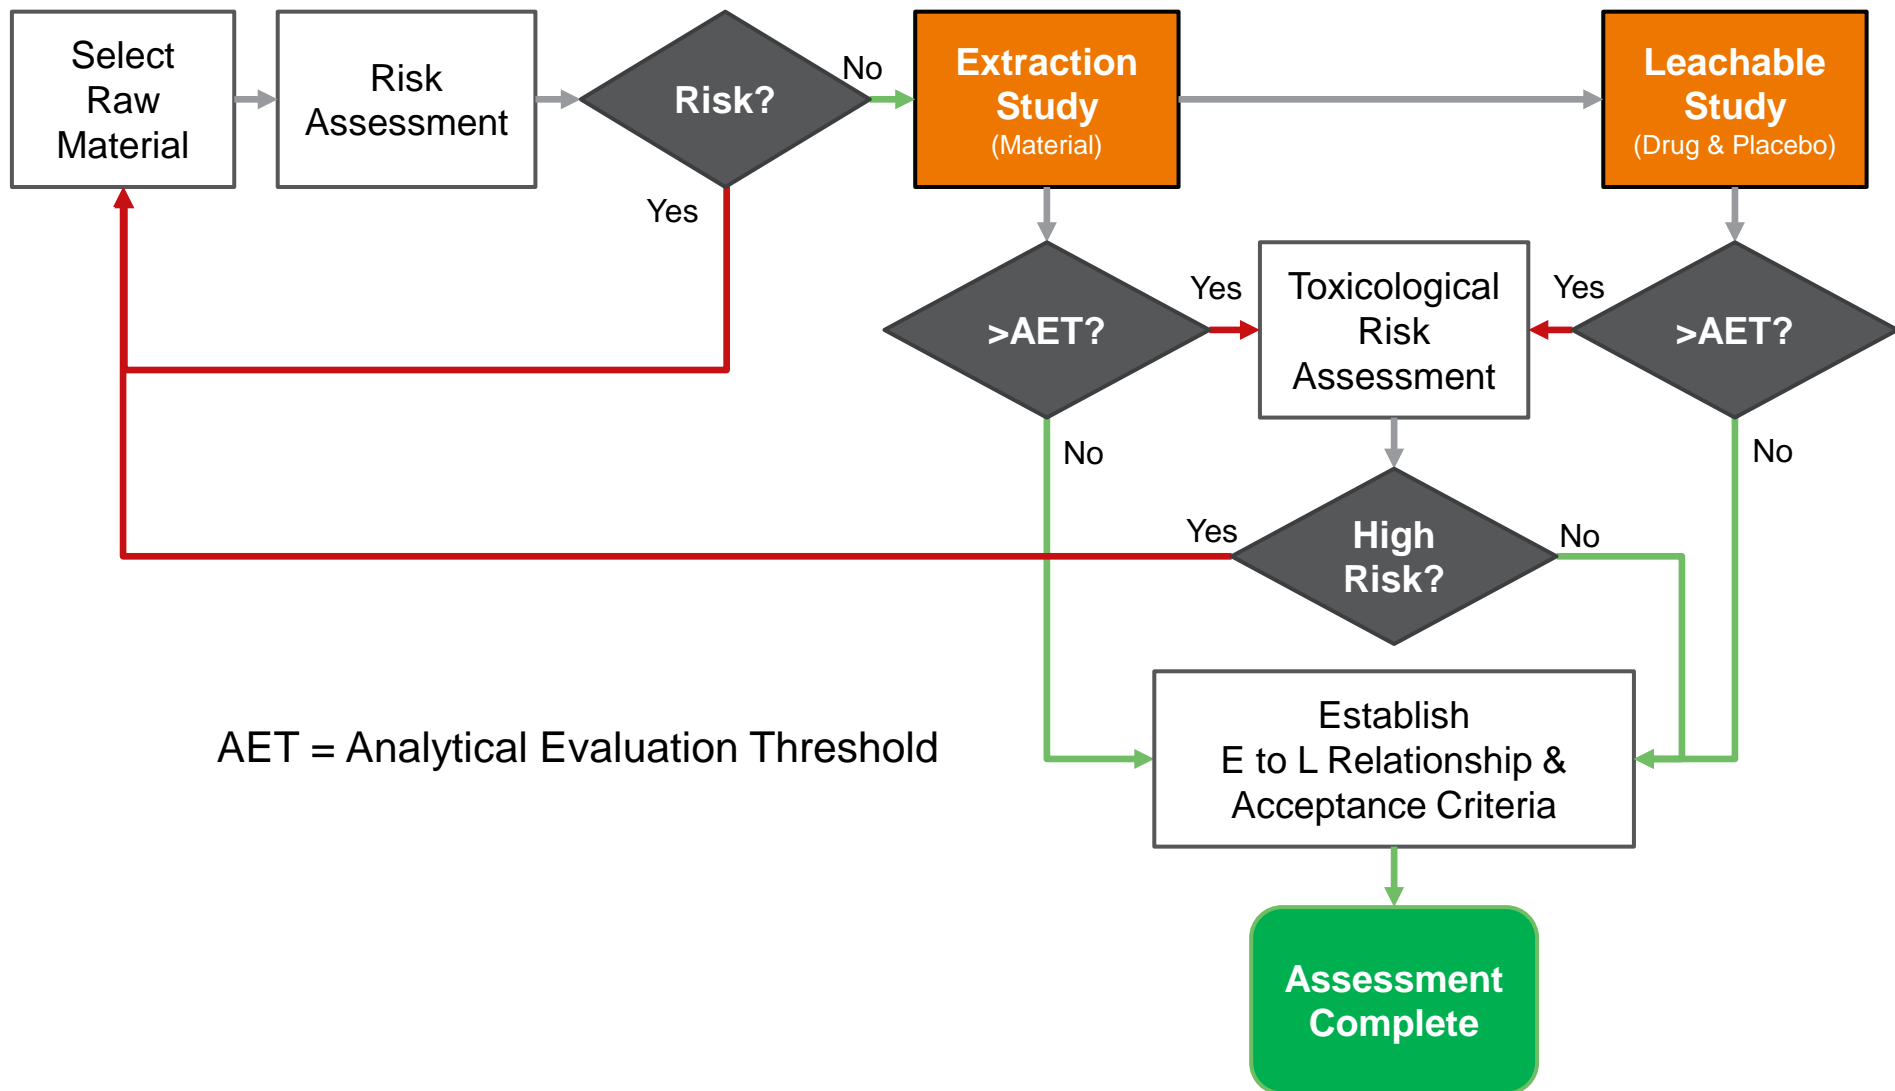 Select
Raw
Material
Risk
Assessment
Risk?
No
Yes
Extraction
Study
(Material)
Leachable
Study
(Drug & Placebo)
>AET?
Yes
No
Toxicological
Risk
Assessment
Yes
>AET?
No
Yes
High
Risk?
No
AET = Analytical Evaluation Threshold
Establish
E to L Relationship &
Acceptance Criteria
Assessment
Complete